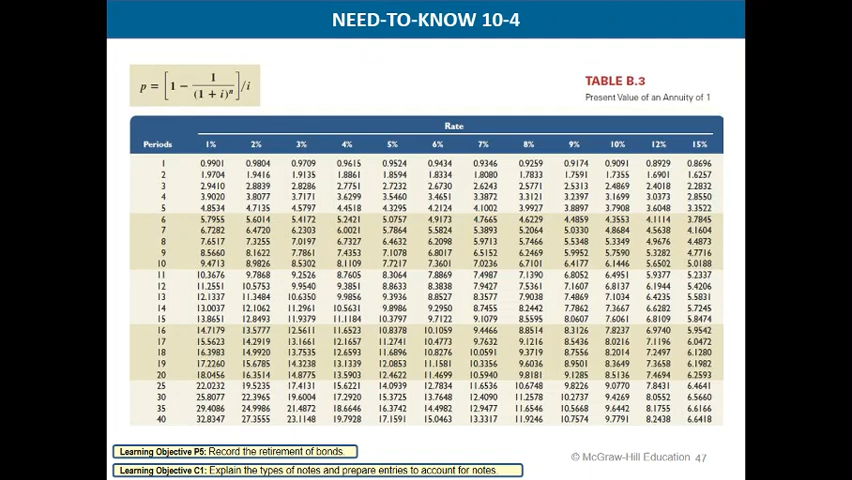 NEED-TO-KNOW 10-4
p = [1 − 1/(1 + i)ⁿ]/i
TABLE B.3
Present Value of an Annuity of 1
Rate
Periods 1% 2% 3% 4% 5% 6% 7% 8% 9% 10% 12% 15%
1 0.9901 0.9804 0.9709 0.9615 0.9524 0.9434 0.9346 0.9259 0.9174 0.9091 0.8929 0.8696
2 1.9704 1.9416 1.9135 1.8861 1.8594 1.8334 1.8080 1.7833 1.7591 1.7355 1.6901 1.6257
3 2.9410 2.8839 2.8286 2.7751 2.7232 2.6730 2.6243 2.5771 2.5313 2.4869 2.4018 2.2832
4 3.9020 3.8077 3.7171 3.6299 3.5460 3.4651 3.3872 3.3121 3.2397 3.1699 3.0373 2.8550
5 4.8534 4.7135 4.5797 4.4518 4.3295 4.2124 4.1002 3.9927 3.8897 3.7908 3.6048 3.3522
6 5.7955 5.6014 5.4172 5.2421 5.0757 4.9173 4.7665 4.6229 4.4859 4.3553 4.1114 3.7845
7 6.7282 6.4720 6.2303 6.0021 5.7864 5.5824 5.3893 5.2064 5.0330 4.8684 4.5638 4.1604
8 7.6517 7.3255 7.0197 6.7327 6.4632 6.2098 5.9713 5.7466 5.5348 5.3349 4.9676 4.4873
9 8.5660 8.1622 7.7861 7.4353 7.1078 6.8017 6.5152 6.2469 5.9952 5.7590 5.3282 4.7716
10 9.4713 8.9826 8.5302 8.1109 7.7217 7.3601 7.0236 6.7101 6.4177 6.1446 5.6502 5.0188
11 10.3676 9.7868 9.2526 8.7605 8.3064 7.8869 7.4987 7.1390 6.8052 6.4951 5.9377 5.2337
12 11.2551 10.5753 9.9540 9.3851 8.8633 8.3838 7.9427 7.5361 7.1607 6.8137 6.1944 5.4206
13 12.1337 11.3484 10.6350 9.9856 9.3936 8.8527 8.3577 7.9038 7.4869 7.1034 6.4235 5.5831
14 13.0037 12.1062 11.2961 10.5631 9.8986 9.2950 8.7455 8.2442 7.7862 7.3667 6.6282 5.7245
15 13.8651 12.8493 11.9379 11.1184 10.3797 9.7122 9.1079 8.5595 8.0607 7.6061 6.8109 5.8474
16 14.7179 13.5777 12.5611 11.6523 10.8378 10.1059 9.4466 8.8514 8.3126 7.8237 6.9740 5.9542
17 15.5623 14.2919 13.1661 12.1657 11.2741 10.4773 9.7632 9.1216 8.5436 8.0216 7.1196 6.0472
18 16.3983 14.9920 13.7535 12.6593 11.6896 10.8276 10.0591 9.3719 8.7556 8.2014 7.2497 6.1280
19 17.2260 15.6785 14.3238 13.1339 12.0853 11.1581 10.3356 9.6036 8.9501 8.3649 7.3658 6.1982
20 18.0456 16.3514 14.8775 13.5903 12.4622 11.4699 10.5940 9.8181 9.1285 8.5136 7.4694 6.2593
25 22.0232 19.5235 17.4131 15.6221 14.0939 12.7834 11.6536 10.6748 9.8226 9.0770 7.8431 6.4641
30 25.8077 22.3965 19.6004 17.2920 15.3725 13.7648 12.4090 11.2578 10.2737 9.4269 8.0552 6.5660
35 29.4086 24.9986 21.4872 18.6646 16.3742 14.4982 12.9477 11.6546 10.5668 9.6442 8.1755 6.6166
40 32.8347 27.3555 23.1148 19.7928 17.1591 15.0463 13.3317 11.9246 10.7574 9.7791 8.2438 6.6418
Learning Objective P5: Record the retirement of bonds.
Learning Objective C1: Explain the types of notes and prepare entries to account for notes.
© McGraw-Hill Education 47